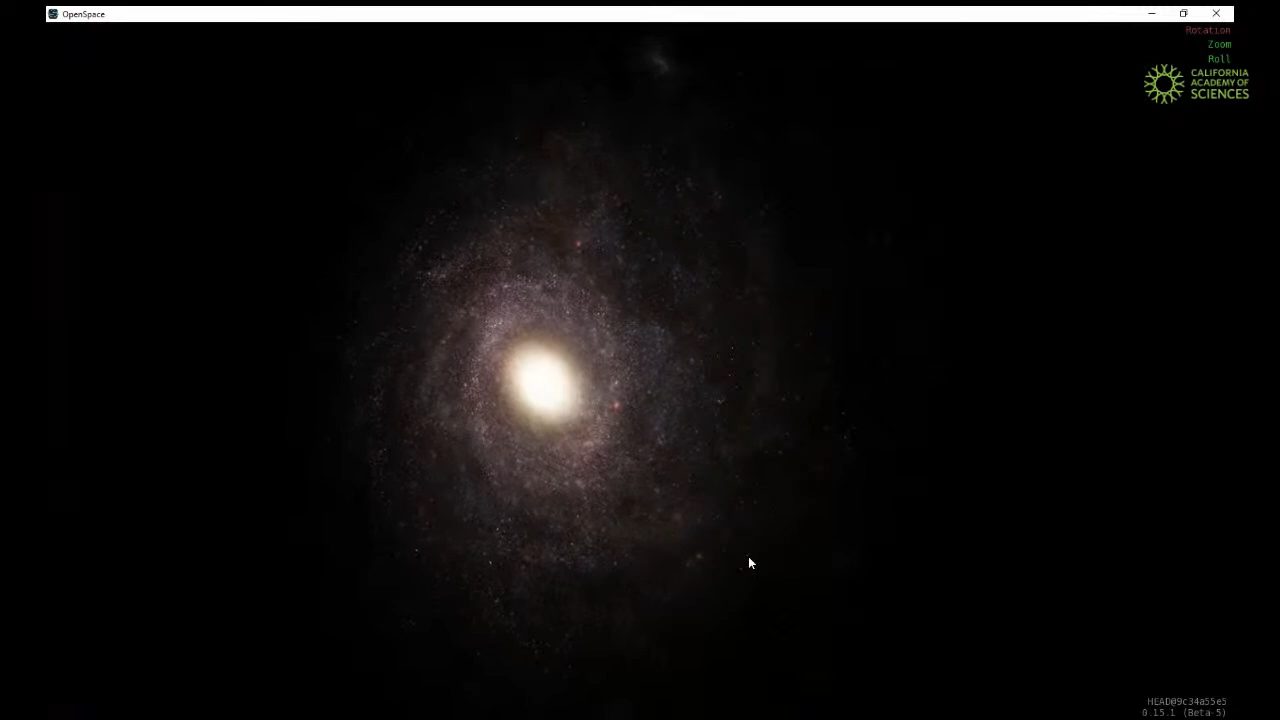 OpenSpace
Rotation
Zoom
Roll
CALIFORNIA
ACADEMY OF
SCIENCES
HEAD@9c34a55e5
0.15.1 (Beta-5)